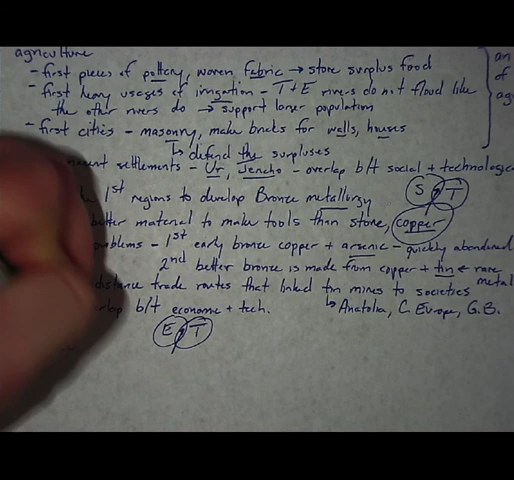 agriculture
- first pieces of pottery, woven fabric → store surplus food
- first heavy usages of irrigation - T + E rivers do not flood like
the other rivers do → support larger population
- first cities - masonry, make bricks for walls, houses
↳ defend the surpluses
settlements - Ur, Jericho - overlap b/t social + technologica
S T
1st regions to develop Bronze metallurgy
better material to make tools than stone, copper
problems - 1st early bronze copper + arsenic - quickly abandoned
2nd better bronze is made from copper + tin ← rare
metal
distance trade routes that linked tin mines to societies
↳ Anatolia, C. Europe, G.B.
b/t economic + tech.
E T
an
of
ag